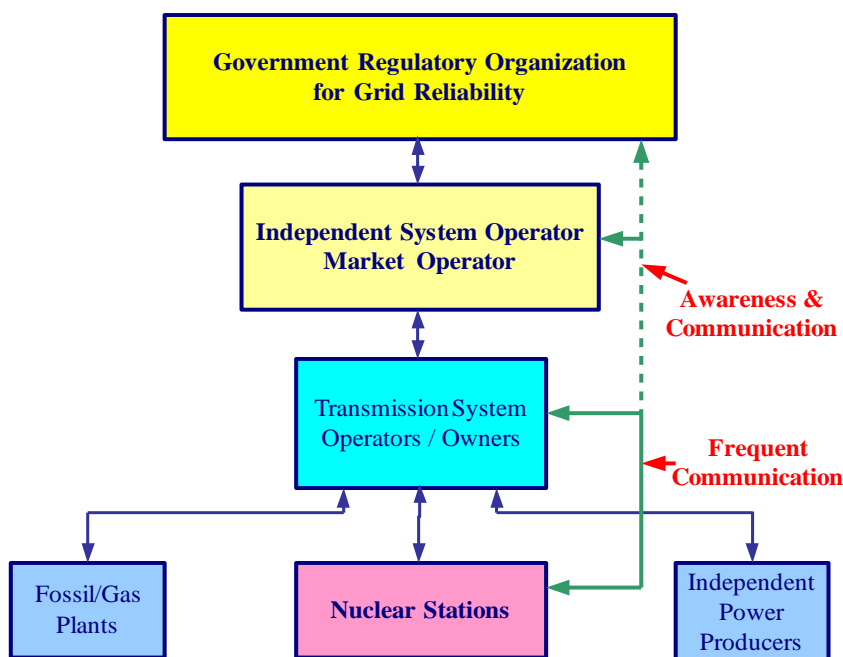 Government Regulatory Organization
for Grid Reliability
Independent System Operator
Market Operator
Awareness &
Communication
Transmission System
Operators / Owners
Frequent
Communication
Fossil/Gas
Plants
Nuclear Stations
Independent
Power
Producers